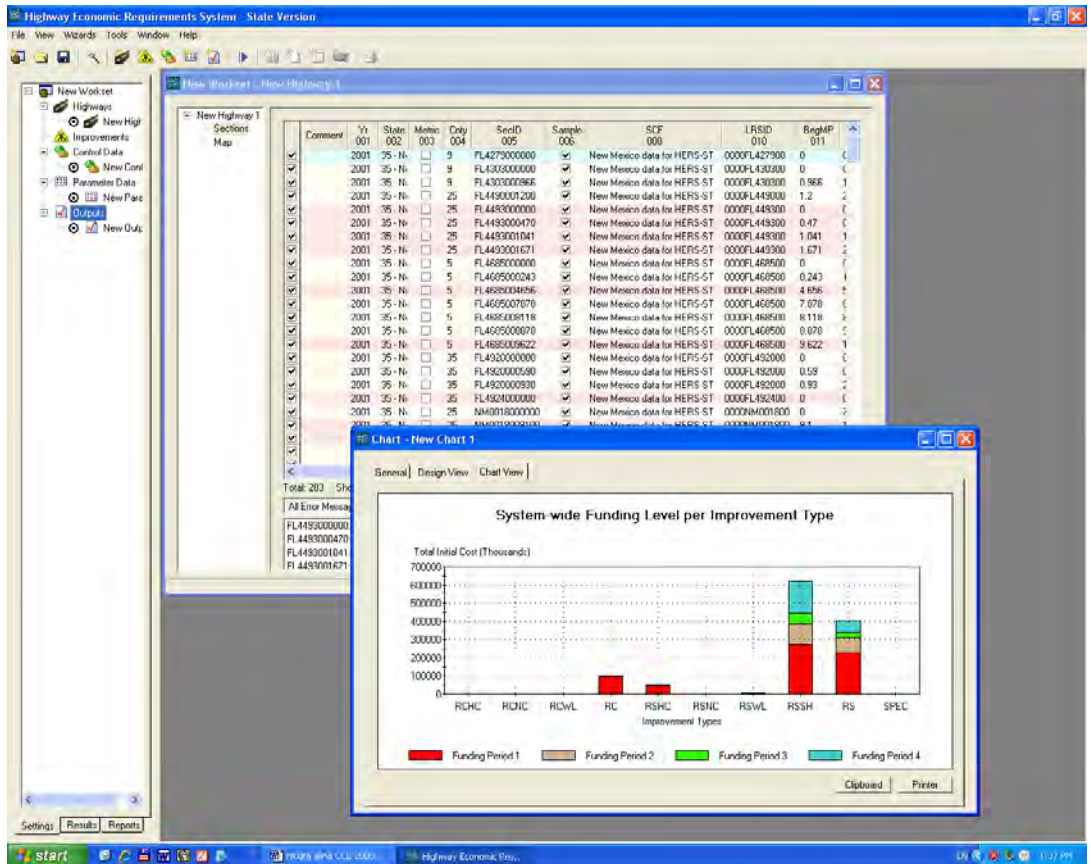 Highway Economic Requirements System - State Version
File View Wizards Tools Window Help
New Workset
Highways
New High
Improvements
Control Data
New Cont
Parameter Data
New Para
Outputs
New Outp
Settings Results Reports
New Workset - New Highway 1
New Highway 1
Sections
Map
Comment Yr State Metric Cnty SecID Sample SCF LRSID BegMP
001 002 003 004 005 006 008 010 011
2001 35 - N 9 FL4279000000 New Mexico data for HERS-ST 0000FL427900 0
2001 35 - N 9 FL4303000000 New Mexico data for HERS-ST 0000FL430300 0
2001 35 - N 9 FL4303000966 New Mexico data for HERS-ST 0000FL430300 0.966 1
2001 35 - N 25 FL4490001200 New Mexico data for HERS-ST 0000FL449000 1.2 2
2001 35 - N 25 FL4493000000 New Mexico data for HERS-ST 0000FL449300 0
2001 35 - N 25 FL4493000470 New Mexico data for HERS-ST 0000FL449300 0.47
2001 35 - N 25 FL4493001041 New Mexico data for HERS-ST 0000FL449300 1.041 1
2001 35 - N 25 FL4493001671 New Mexico data for HERS-ST 0000FL449300 1.671 2
2001 35 - N 5 FL4685000000 New Mexico data for HERS-ST 0000FL468500 0
2001 35 - N 5 FL4685000243 New Mexico data for HERS-ST 0000FL468500 0.243
2001 35 - N 5 FL4685004656 New Mexico data for HERS-ST 0000FL468500 4.656
2001 35 - N 5 FL4685007878 New Mexico data for HERS-ST 0000FL468500 7.878
2001 35 - N 5 FL4685008118 New Mexico data for HERS-ST 0000FL468500 8.118
2001 35 - N 5 FL4685008878 New Mexico data for HERS-ST 0000FL468500 8.878
2001 35 - N 5 FL4685009622 New Mexico data for HERS-ST 0000FL468500 9.622 1
2001 35 - N 35 FL4920000000 New Mexico data for HERS-ST 0000FL492000 0
2001 35 - N 35 FL4920000590 New Mexico data for HERS-ST 0000FL492000 0.59
2001 35 - N 35 FL4920000930 New Mexico data for HERS-ST 0000FL492000 0.93 2
2001 35 - N 35 FL4924000000 New Mexico data for HERS-ST 0000FL492400 0
2001 35 - N 25 NM0018000000 New Mexico data for HERS-ST 0000NM001800 0
Total: 283
All Error Messag
FL4493000000
FL4493000470
FL4493001041
FL4493001671
Chart - New Chart 1
General Design View Chart View
System-wide Funding Level per Improvement Type
Total Initial Cost (Thousands)
700000
600000
500000
400000
300000
200000
100000
0
RCHC RCNC RCWL RC RSHC RSNC RSWL RSSH RS SPEC
Improvement Types
Funding Period 1 Funding Period 2 Funding Period 3 Funding Period 4
Clipboard Printer
start Highway Economic Req... EN 11:37 PM